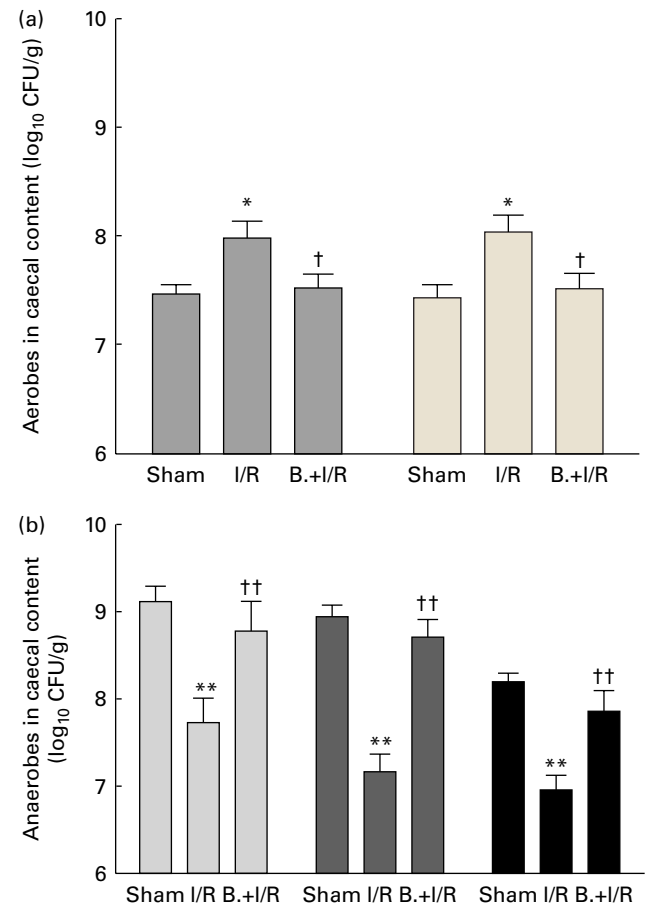 (a)
Aerobes in caecal content (log10 CFU/g)
10
9
8
7
6
*
†
*
†
Sham I/R B.+I/R Sham I/R B.+I/R
(b)
Anaerobes in caecal content
(log10 CFU/g)
10
9
8
7
6
**
††
**
††
**
††
Sham I/R B.+I/R Sham I/R B.+I/R Sham I/R B.+I/R